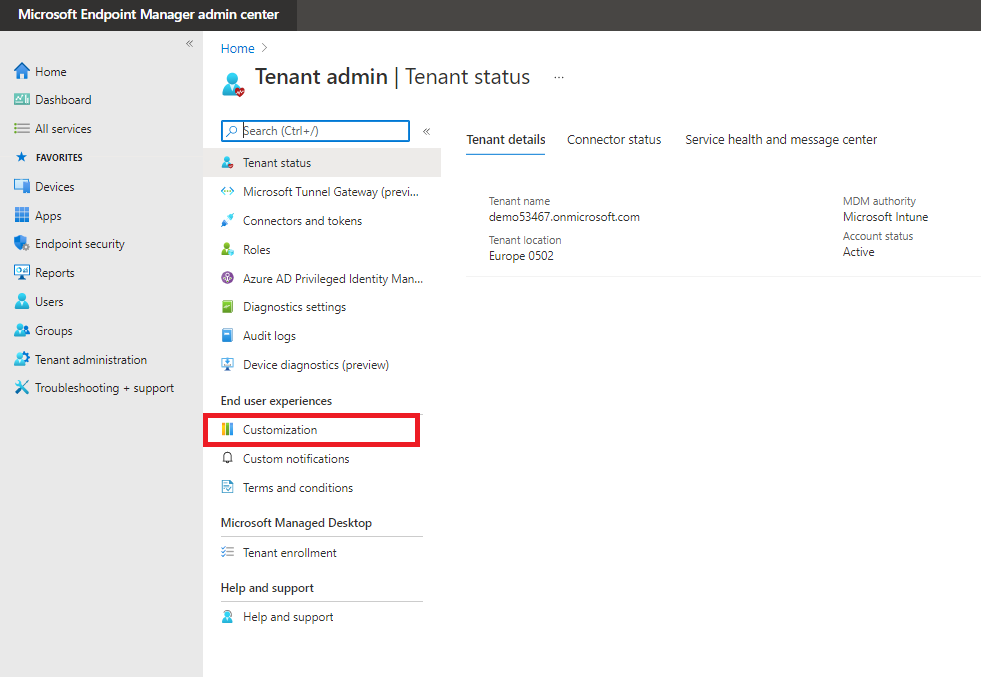 Microsoft Endpoint Manager admin center
«
Home
Dashboard
All services
FAVORITES
Devices
Apps
Endpoint security
Reports
Users
Groups
Tenant administration
Troubleshooting + support
Home >
Tenant admin | Tenant status ...
Search (Ctrl+/)
«
Tenant status
Microsoft Tunnel Gateway (previ...
Connectors and tokens
Roles
Azure AD Privileged Identity Man...
Diagnostics settings
Audit logs
Device diagnostics (preview)
End user experiences
Customization
Custom notifications
Terms and conditions
Microsoft Managed Desktop
Tenant enrollment
Help and support
Help and support
Tenant details Connector status Service health and message center
Tenant name
demo53467.onmicrosoft.com
Tenant location
Europe 0502
MDM authority
Microsoft Intune
Account status
Active